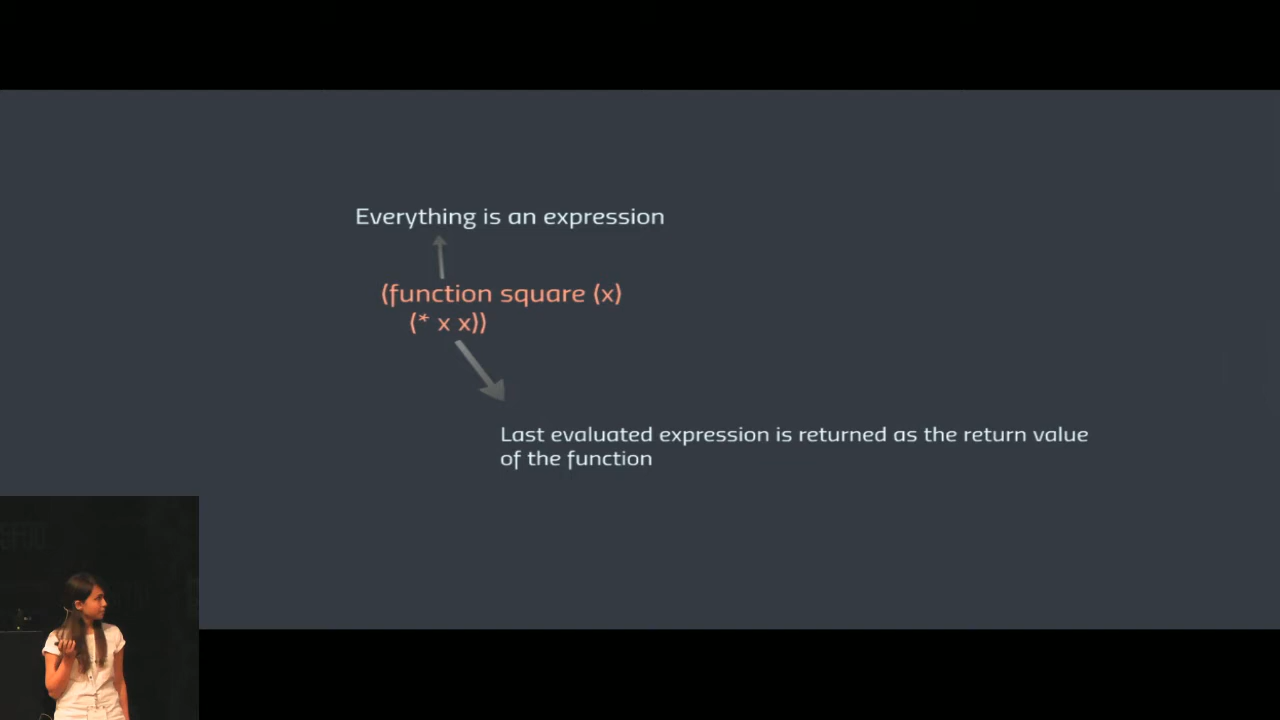 Everything is an expression
(function square (x)
(* x x))
Last evaluated expression is returned as the return value
of the function